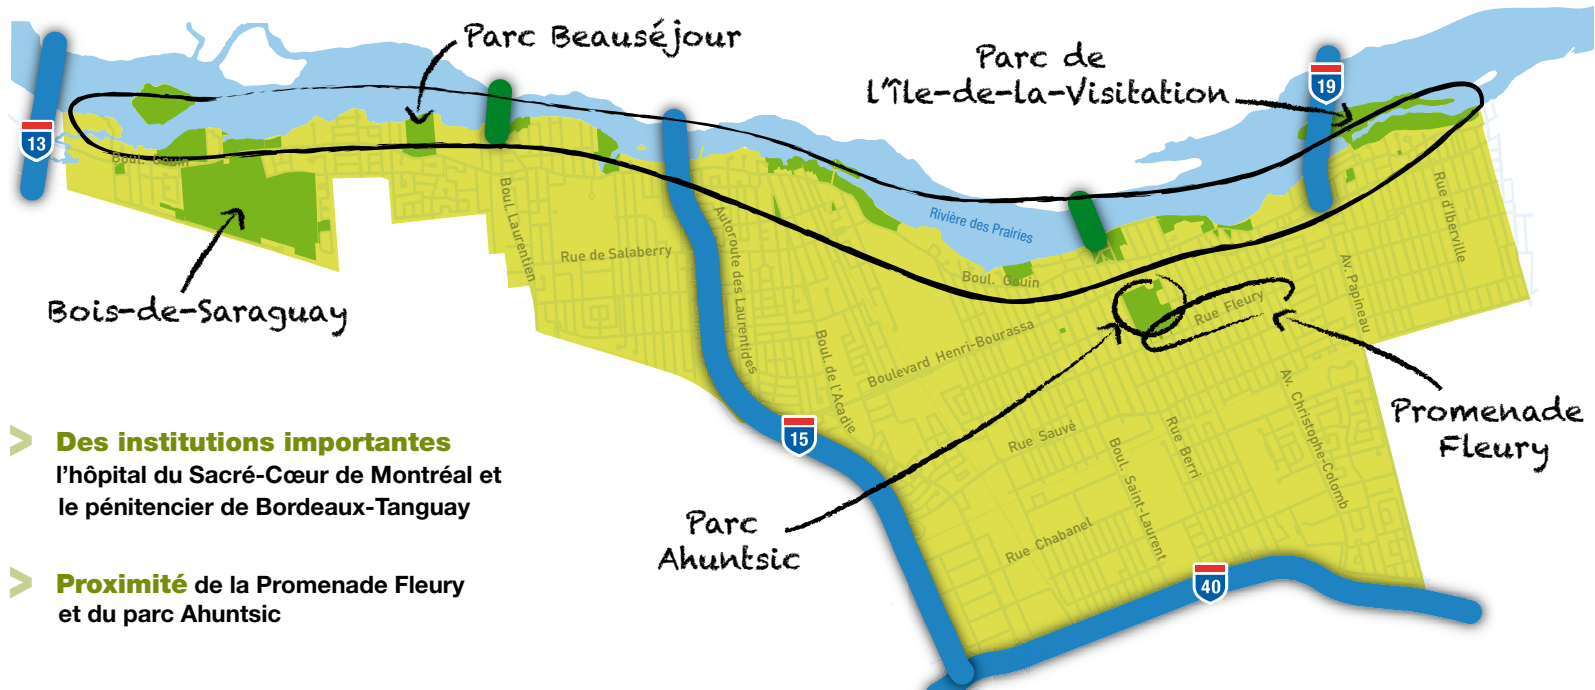 Parc Beauséjour
Parc de
l'Île-de-la-Visitation
19
13
Boul. Gouin
Boul. Laurentien
Rue de Salaberry
Autoroute des Laurentides
Rivière des Prairies
Boul. Gouin
Rue d'Iberville
Av. Papineau
Rue Fleury
Bois-de-Saraguay
Boulevard Henri-Bourassa
Boul. de l'Acadie
Av. Christophe-Colomb
Promenade
Fleury
15
Rue Sauvé
Rue Berri
Boul. Saint-Laurent
Rue Chabanel
Parc
Ahuntsic
40
> Des institutions importantes
l'hôpital du Sacré-Cœur de Montréal et
le pénitencier de Bordeaux-Tanguay
> Proximité de la Promenade Fleury
et du parc Ahuntsic